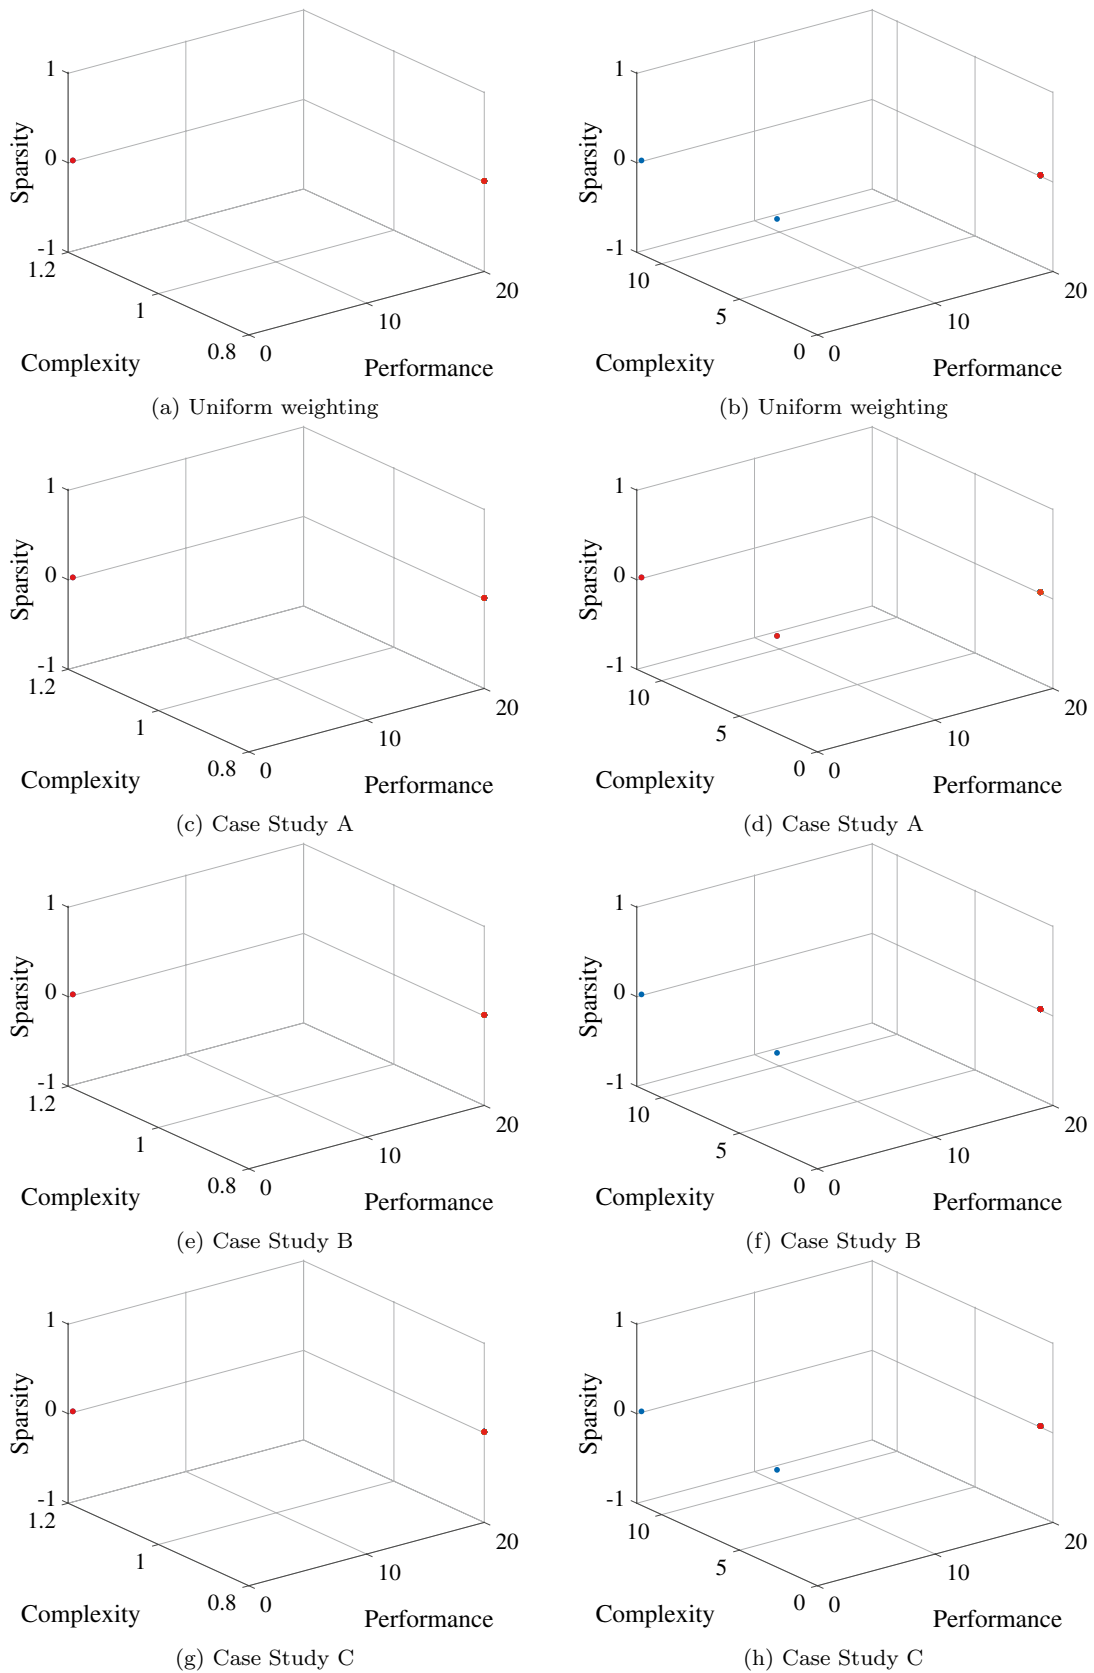 1
0
-1
Sparsity
1.2
1
0.8
Complexity
0
10
20
Performance
(a) Uniform weighting
1
0
-1
Sparsity
10
5
0
Complexity
0
10
20
Performance
(b) Uniform weighting
1
0
-1
Sparsity
1.2
1
0.8
Complexity
0
10
20
Performance
(c) Case Study A
1
0
-1
Sparsity
10
5
0
Complexity
0
10
20
Performance
(d) Case Study A
1
0
-1
Sparsity
1.2
1
0.8
Complexity
0
10
20
Performance
(e) Case Study B
1
0
-1
Sparsity
10
5
0
Complexity
0
10
20
Performance
(f) Case Study B
1
0
-1
Sparsity
1.2
1
0.8
Complexity
0
10
20
Performance
(g) Case Study C
1
0
-1
Sparsity
10
5
0
Complexity
0
10
20
Performance
(h) Case Study C